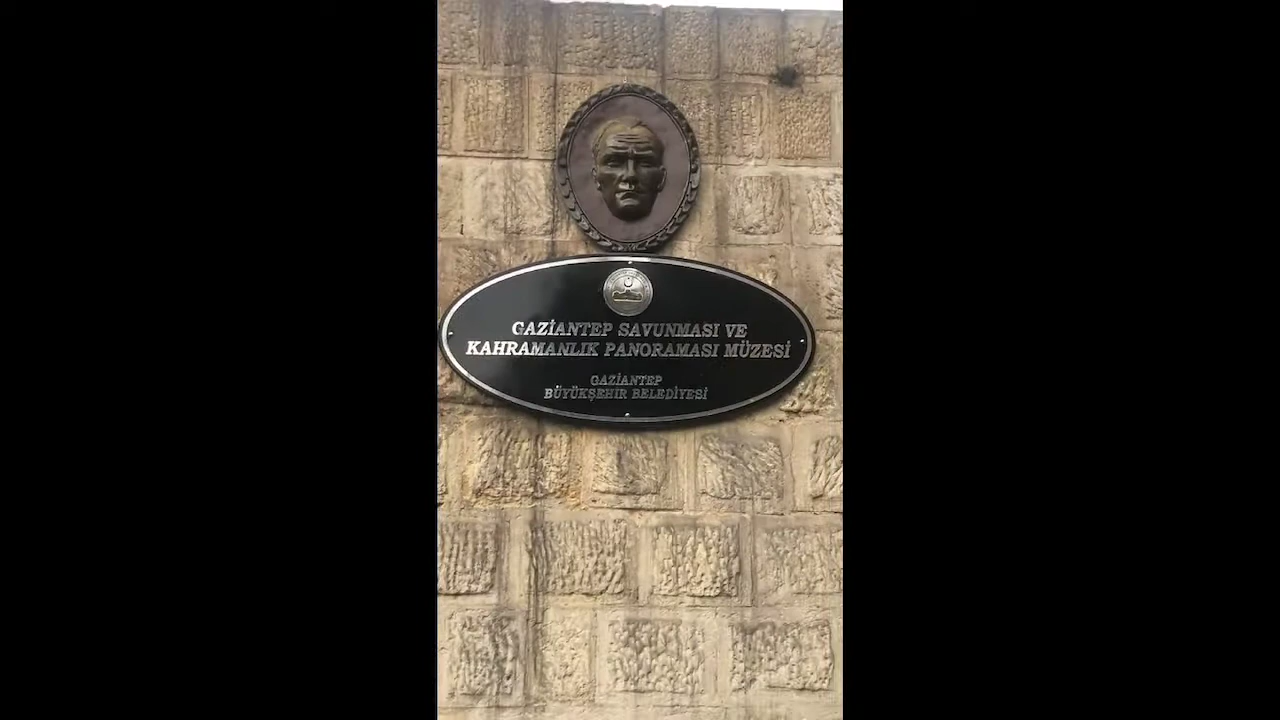 GAZİANTEP SAVUNMASI VE
KAHRAMANLIK PANORAMASI MÜZESİ
GAZİANTEP
BÜYÜKŞEHİR BELEDİYESİ